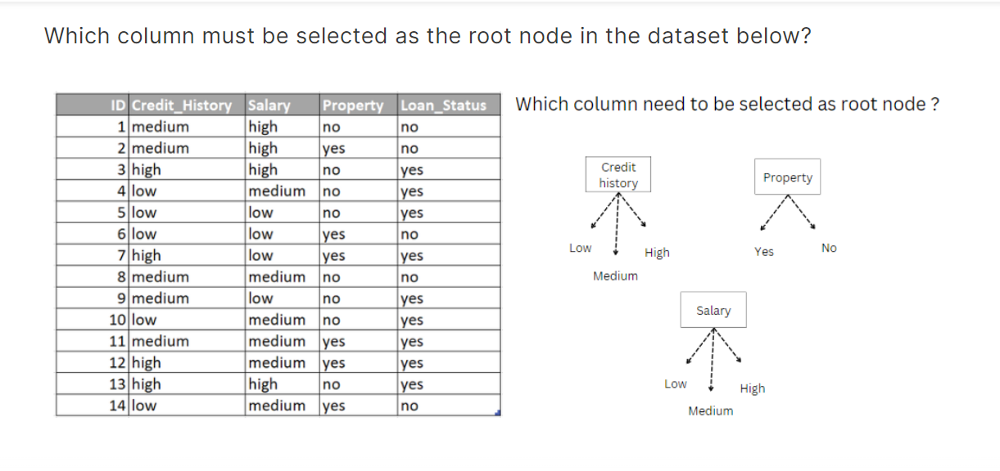 Which column must be selected as the root node in the dataset below?
ID Credit_History Salary Property Loan_Status
1 medium high no no
2 medium high yes no
3 high high no yes
4 low medium no yes
5 low low no yes
6 low low yes no
7 high low yes yes
8 medium medium no no
9 medium low no yes
10 low medium no yes
11 medium medium yes yes
12 high medium yes yes
13 high high no yes
14 low medium yes no
Which column need to be selected as root node ?
Credit
history
Low
Medium
High
Property
Yes
No
Salary
Low
Medium
High